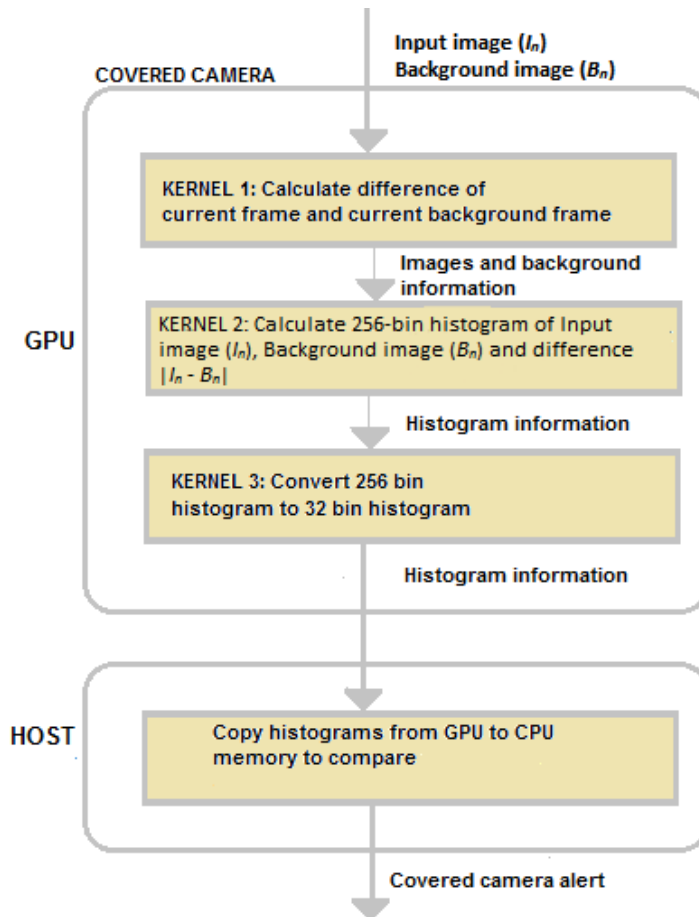 Input image (Iₙ)
Background image (Bₙ)
COVERED CAMERA
KERNEL 1: Calculate difference of
current frame and current background frame
Images and background
information
GPU
KERNEL 2: Calculate 256-bin histogram of Input
image (Iₙ), Background image (Bₙ) and difference
|Iₙ - Bₙ|
Histogram information
KERNEL 3: Convert 256 bin
histogram to 32 bin histogram
Histogram information
HOST
Copy histograms from GPU to CPU
memory to compare
Covered camera alert